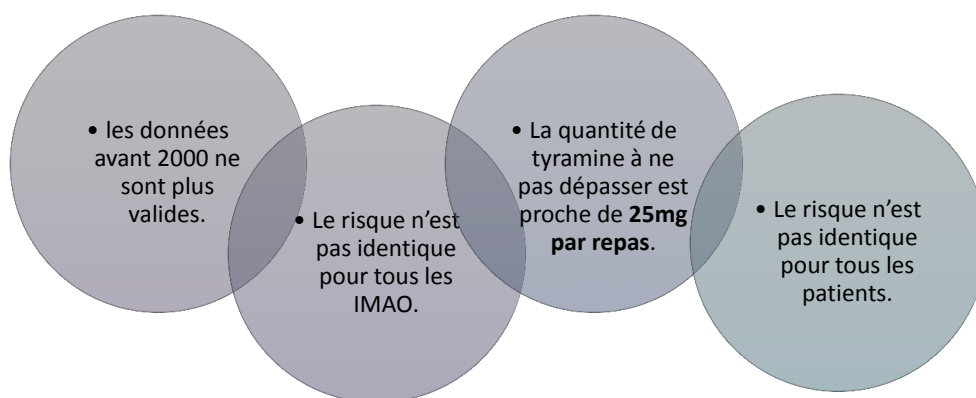 • les données
avant 2000 ne
sont plus
valides.
• Le risque n’est
pas identique
pour tous les
IMAO.
• La quantité de
tyramine à ne
pas dépasser est
proche de 25mg
par repas.
• Le risque n’est
pas identique
pour tous les
patients.